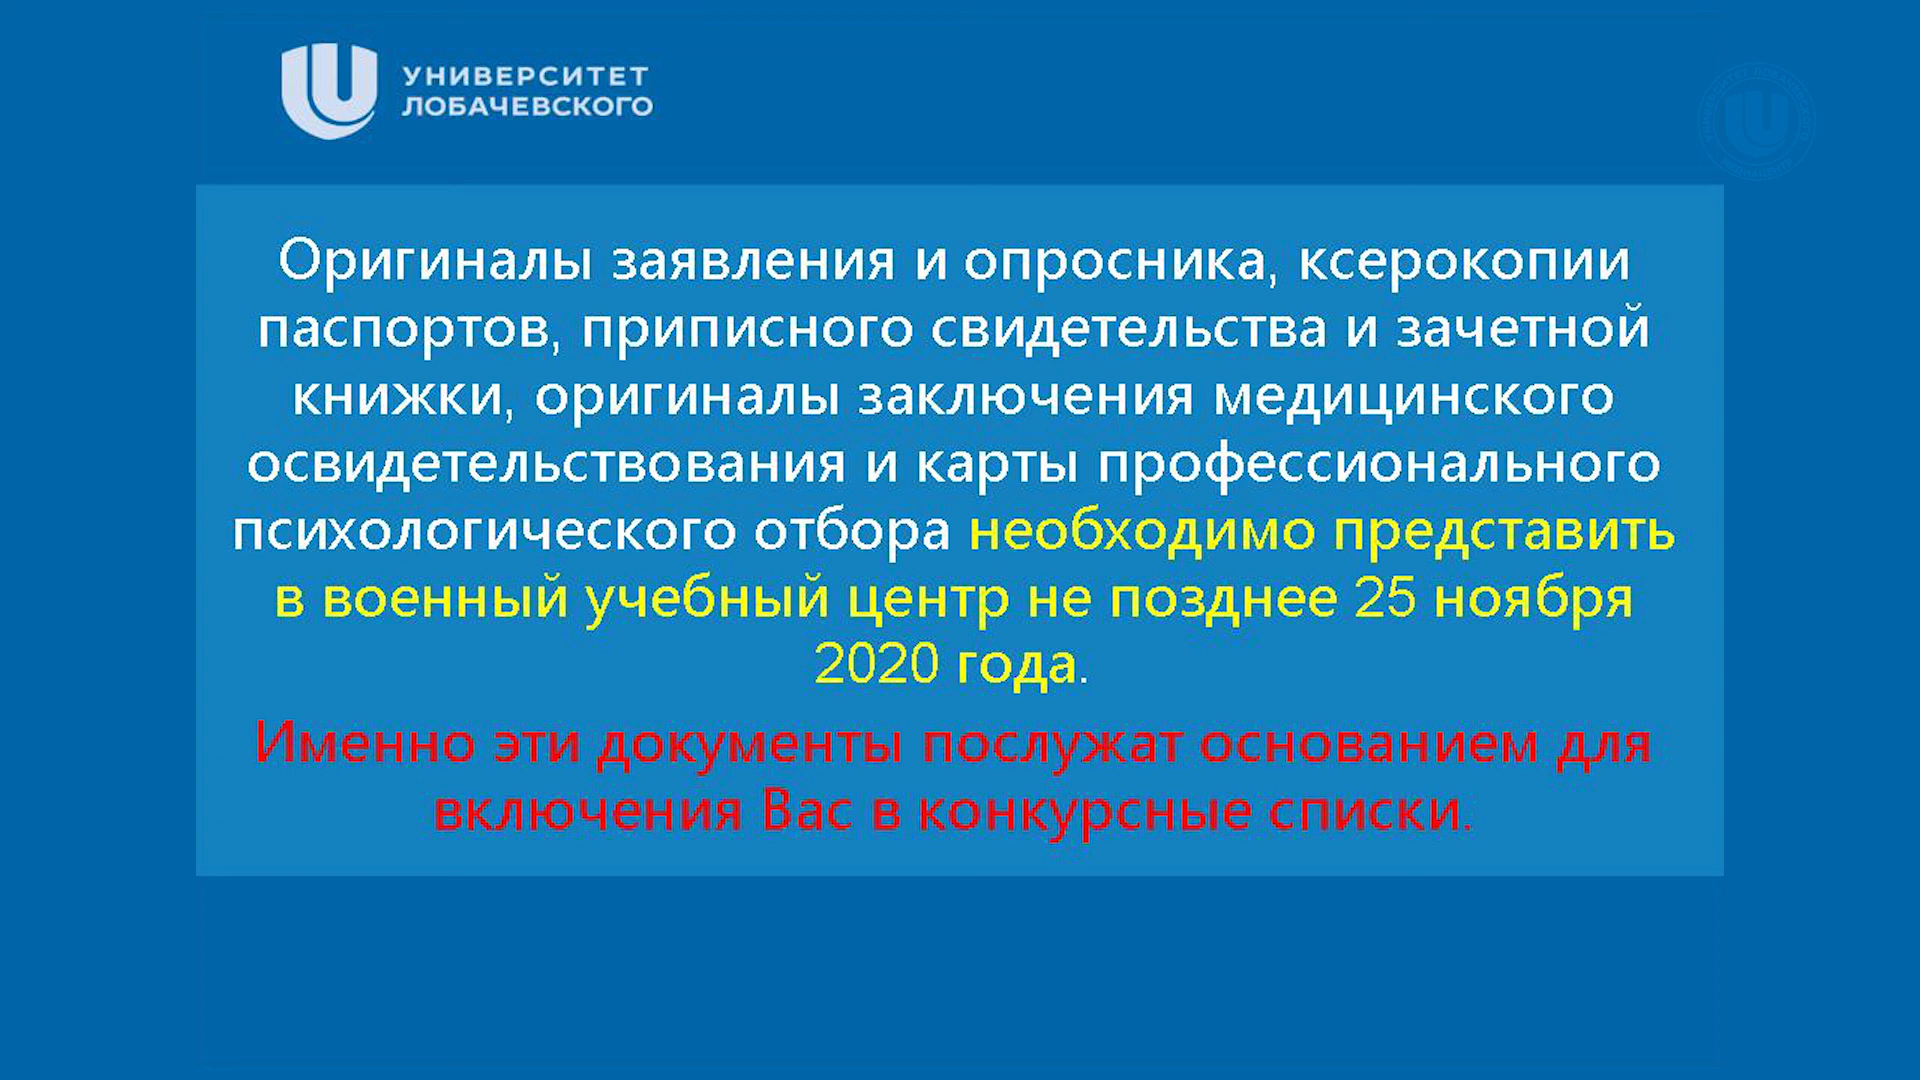 УНИВЕРСИТЕТ
ЛОБАЧЕВСКОГО
Оригиналы заявления и опросника, ксерокопии
паспортов, приписного свидетельства и зачетной
книжки, оригиналы заключения медицинского
освидетельствования и карты профессионального
психологического отбора необходимо представить
в военный учебный центр не позднее 25 ноября
2020 года.
Именно эти документы послужат основанием для
включения Вас в конкурсные списки.